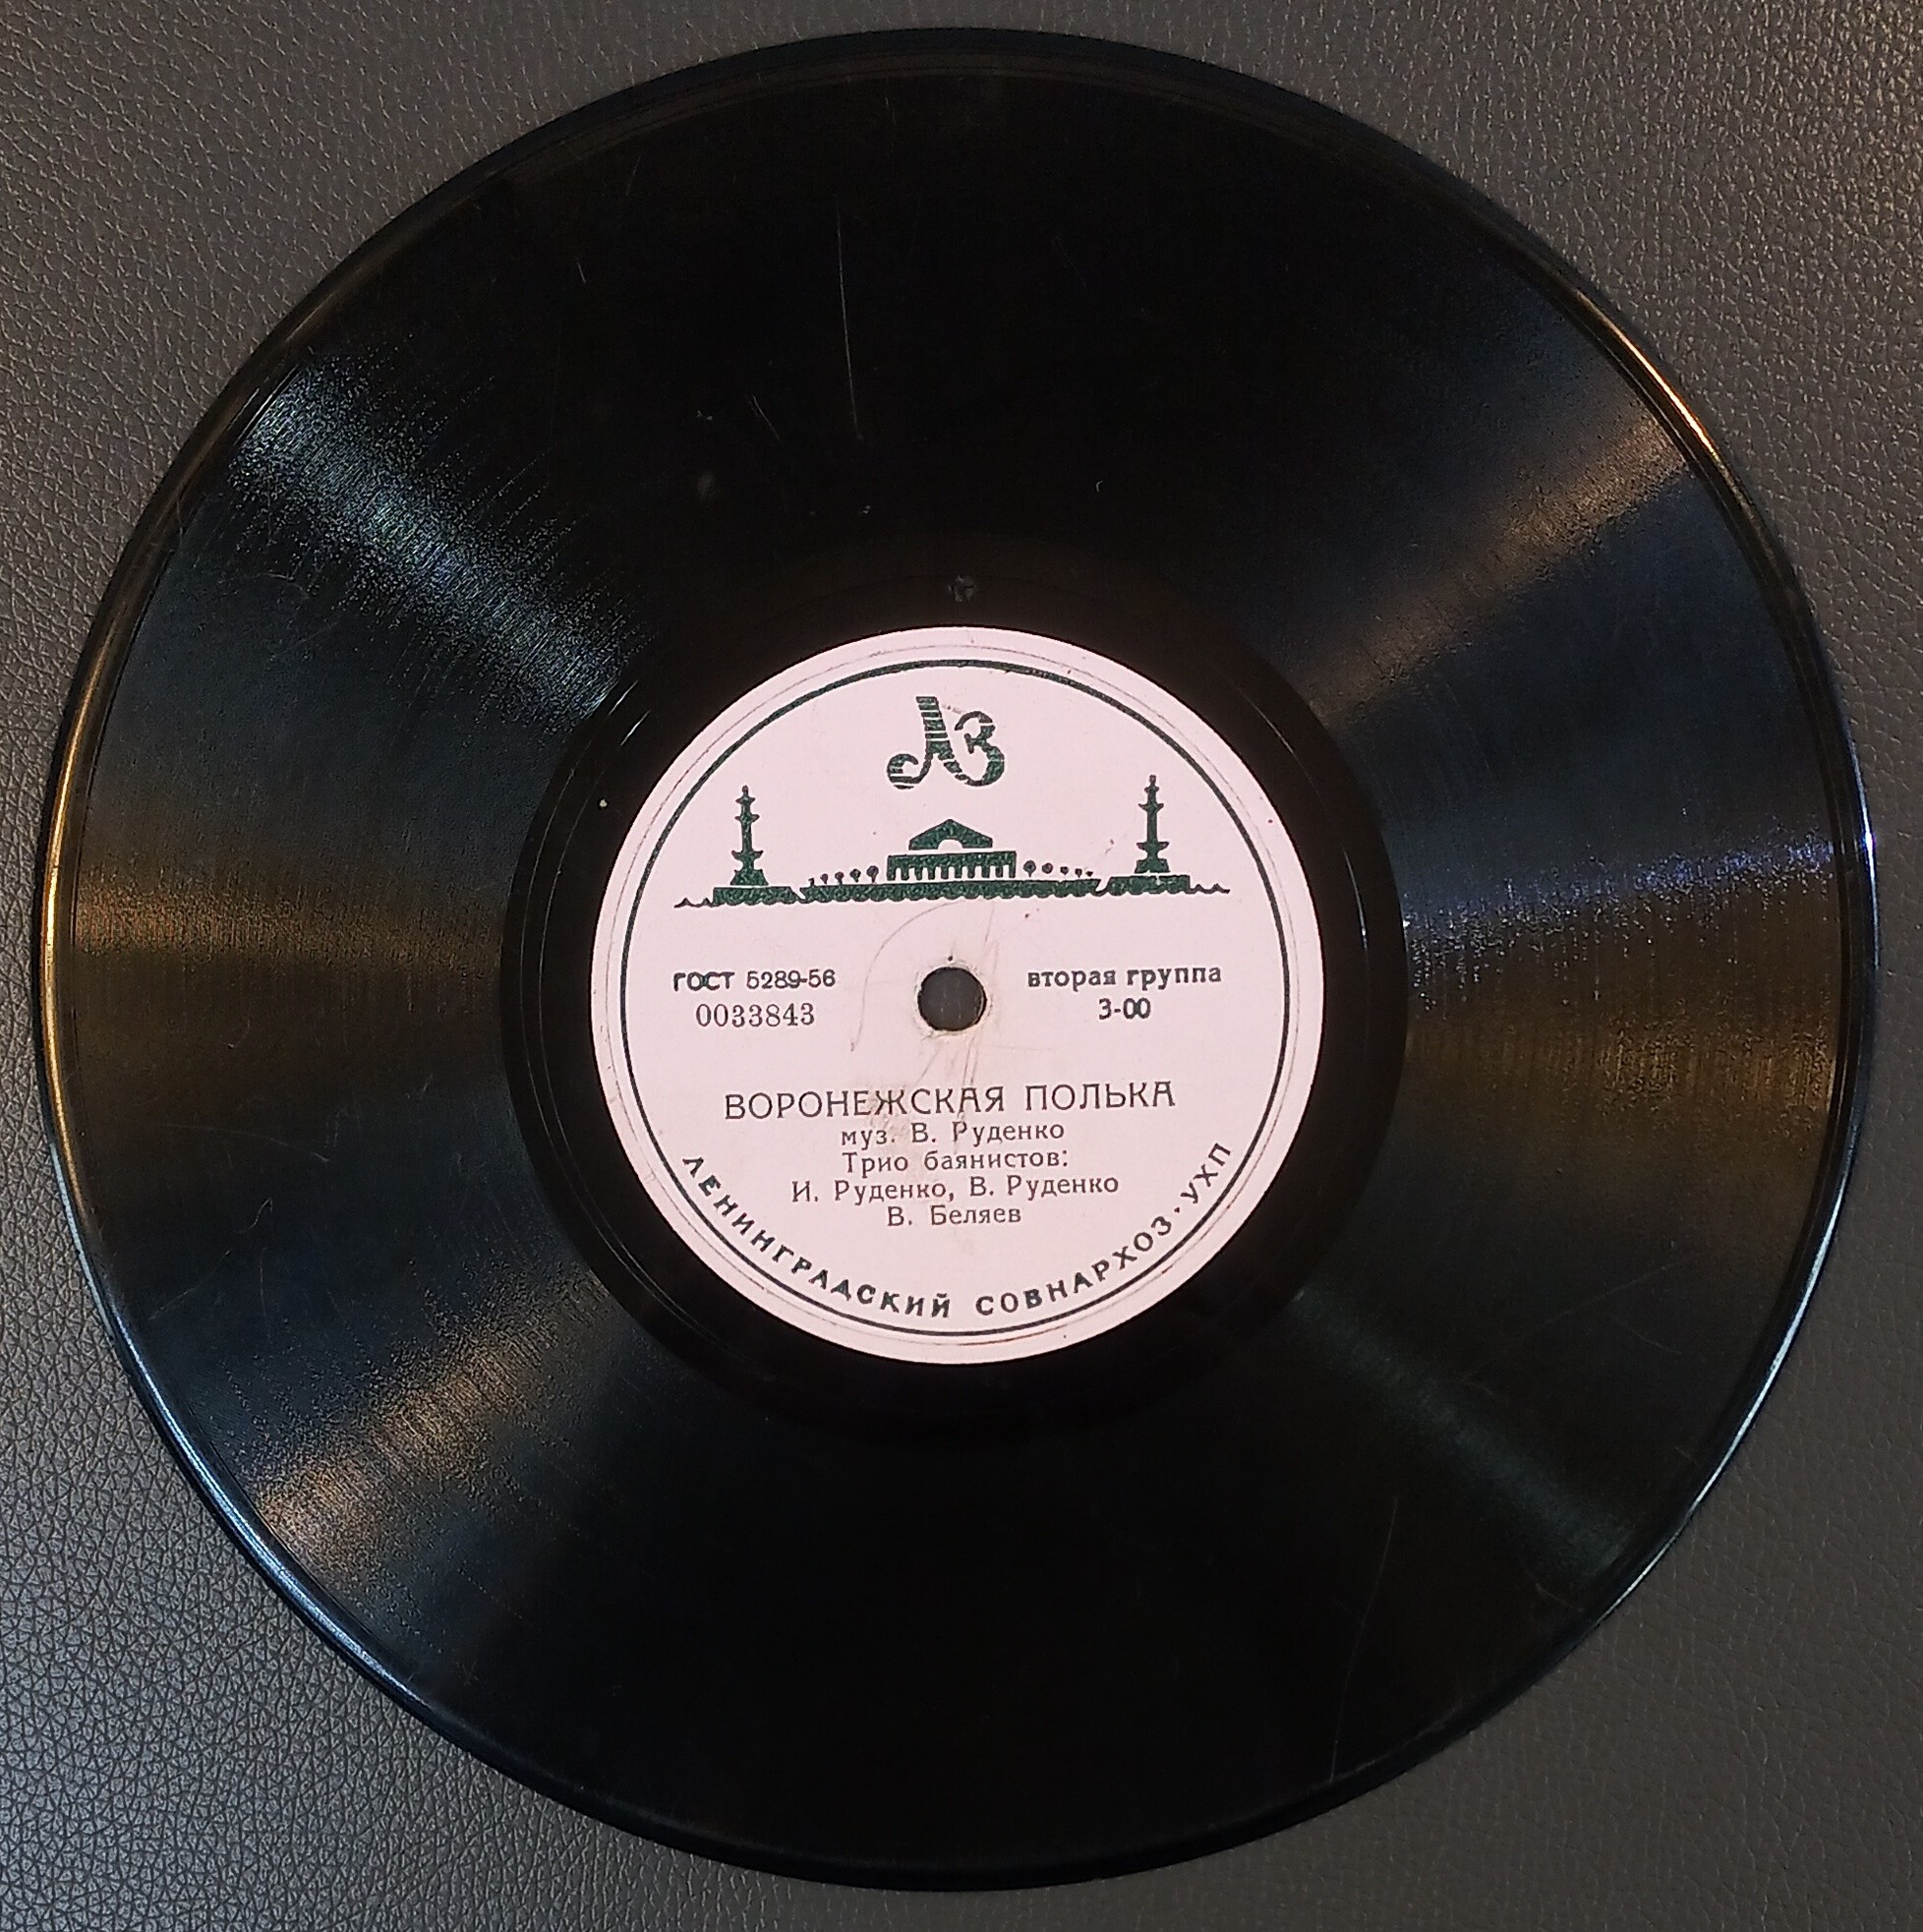 ЛЗ
ГОСТ 5289-56
0033843
вторая группа
3-00
ВОРОНЕЖСКАЯ ПОЛЬКА
муз. В. Руденко
Трио баянистов:
И. Руденко, В. Руденко
В. Беляев
ЛЕНИНГРАДСКИЙ СОВНАРХОЗ · УХП